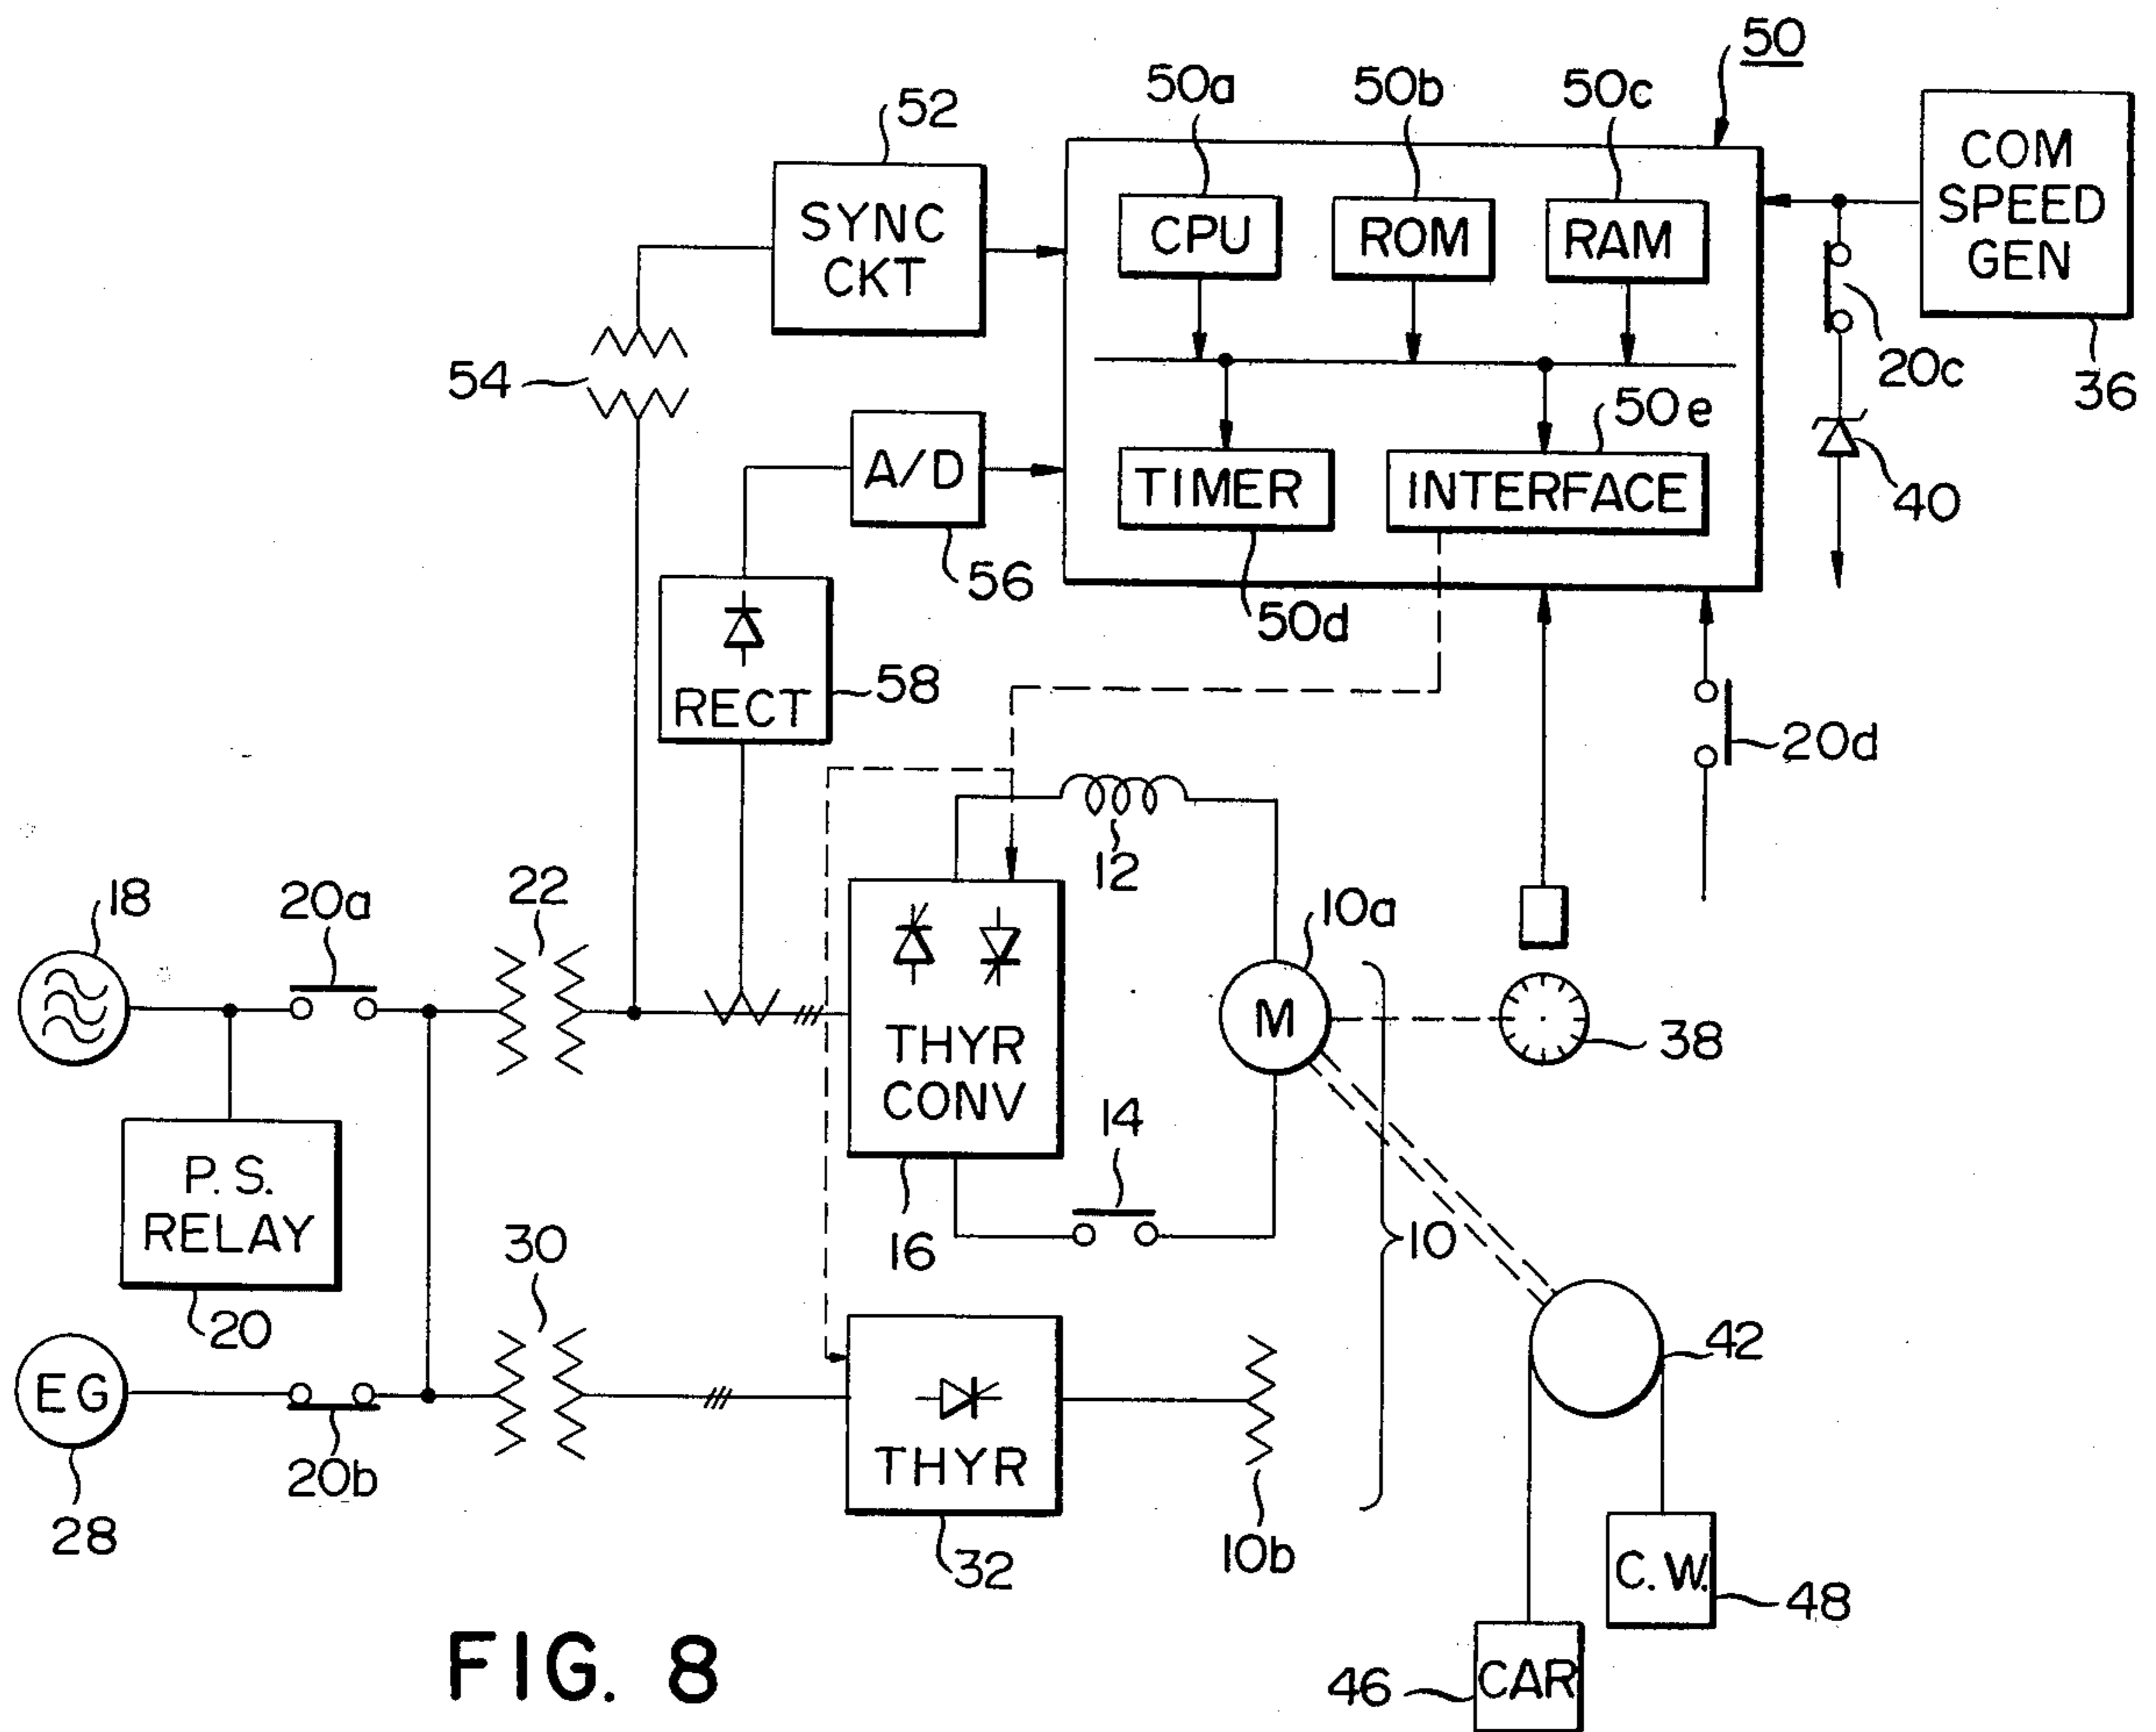 50
50a
50b
50c
52
COM
SPEED
GEN
SYNC
CKT
CPU
ROM
RAM
20c
36
54
50e
A/D
TIMER
INTERFACE
40
56
50d
58
RECT
20d
12
18
20a
22
10a
M
38
THYR
CONV
14
P. S.
RELAY
16
10
30
20
42
EG
20b
THYR
28
32
10b
C. W.
48
FIG. 8
46
CAR